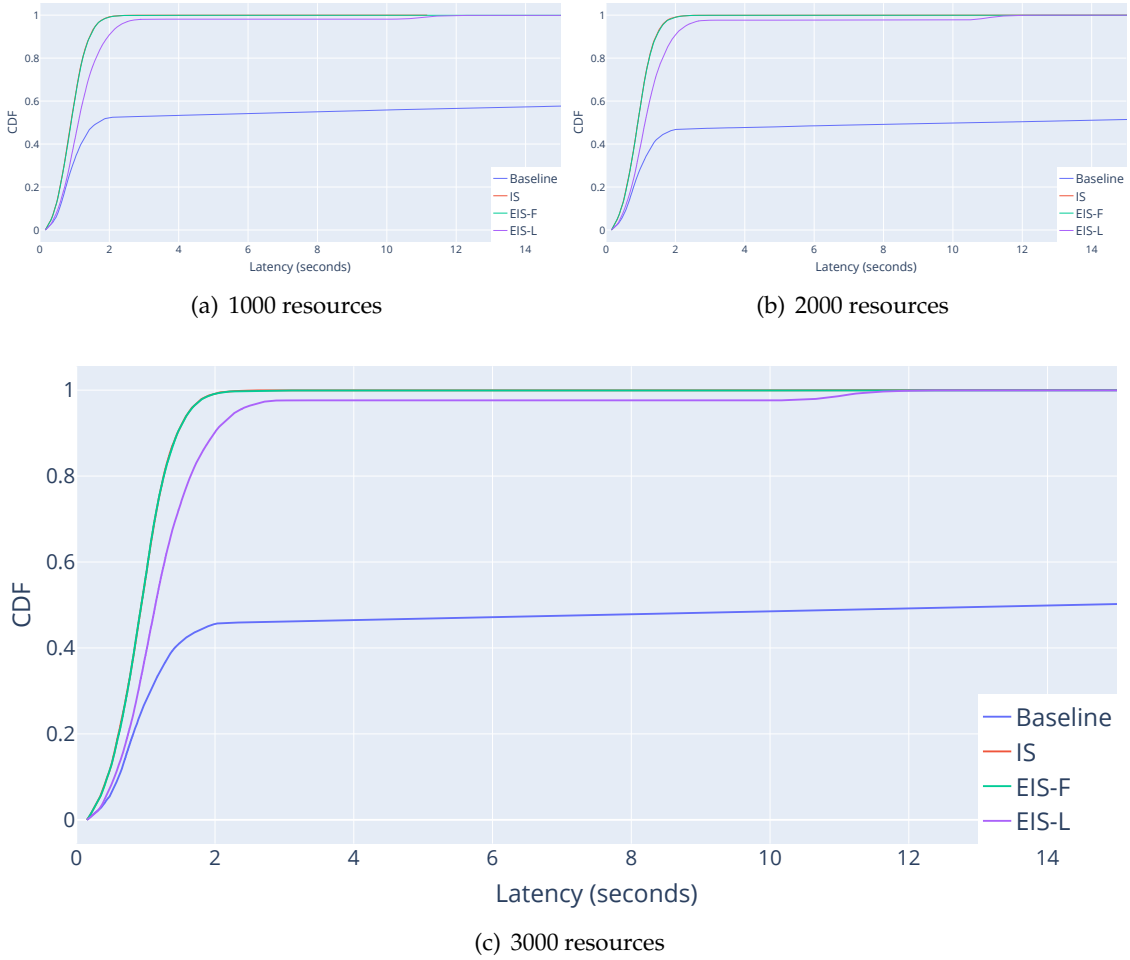 1
0.8
0.6
0.4
0.2
0
CDF
0 2 4 6 8 10 12 14
Latency (seconds)
Baseline
IS
EIS-F
EIS-L
(a) 1000 resources
1
0.8
0.6
0.4
0.2
0
CDF
0 2 4 6 8 10 12 14
Latency (seconds)
Baseline
IS
EIS-F
EIS-L
(b) 2000 resources
1
0.8
0.6
0.4
0.2
0
CDF
0 2 4 6 8 10 12 14
Latency (seconds)
Baseline
IS
EIS-F
EIS-L
(c) 3000 resources